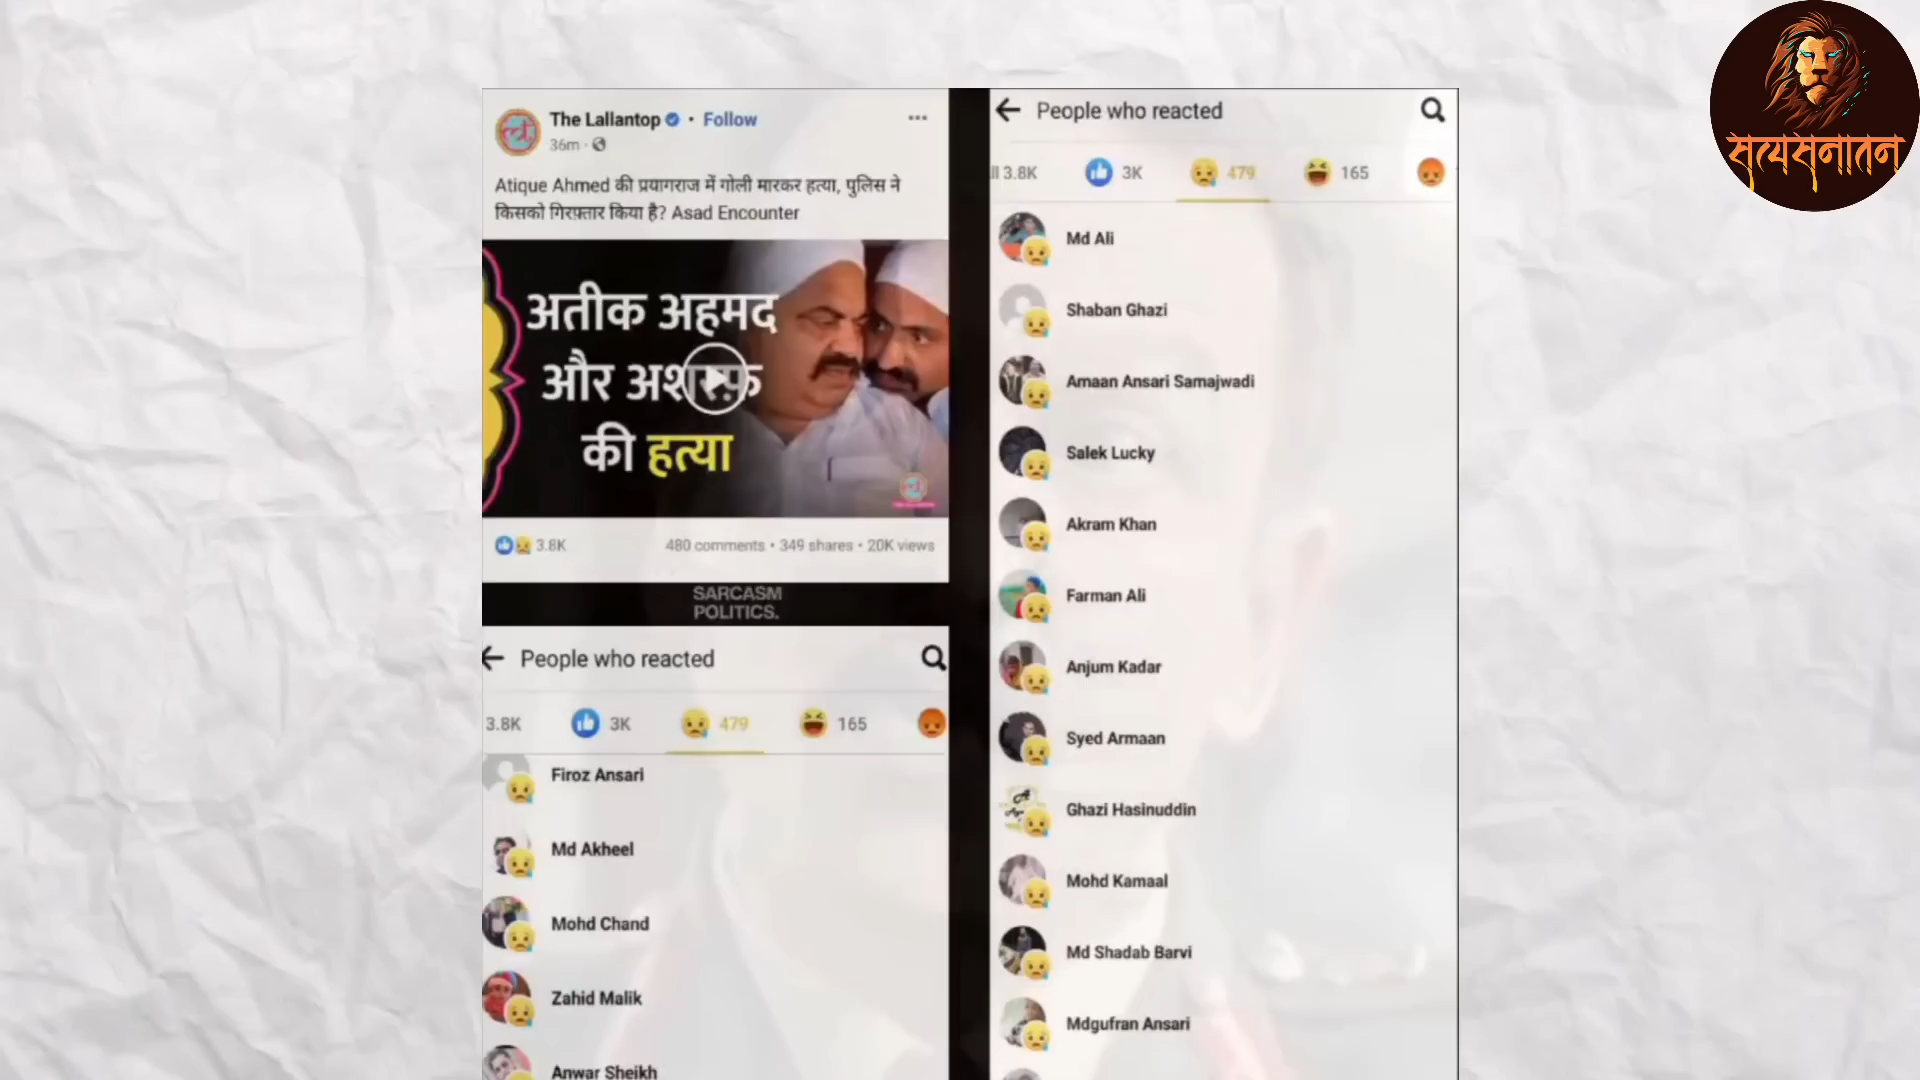 The Lallantop • Follow
36m
Atique Ahmed की प्रयागराज में गोली मारकर हत्या, पुलिस ने
किसको गिरफ़्तार किया है? Asad Encounter
अतीक अहमद
और अशरफ़
की हत्या
3.8K
480 comments • 349 shares • 20K views
SARCASM
POLITICS.
People who reacted
3.8K 3K 479 165
Firoz Ansari
Md Akheel
Mohd Chand
Zahid Malik
Anwar Sheikh
People who reacted
ll 3.8K 3K 479 165
Md Ali
Shaban Ghazi
Amaan Ansari Samajwadi
Salek Lucky
Akram Khan
Farman Ali
Anjum Kadar
Syed Armaan
Ghazi Hasinuddin
Mohd Kamaal
Md Shadab Barvi
Mdgufran Ansari
सत्यसनातन